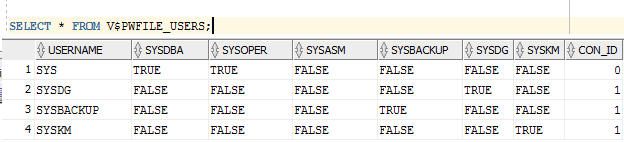 SELECT * FROM V$PWFILE_USERS;
USERNAME SYSDBA SYSOPER SYSASM SYSBACKUP SYSDG SYSKM CON_ID
1 SYS TRUE TRUE FALSE FALSE FALSE FALSE 0
2 SYSDG FALSE FALSE FALSE FALSE TRUE FALSE 1
3 SYSBACKUP FALSE FALSE FALSE TRUE FALSE FALSE 1
4 SYSKM FALSE FALSE FALSE FALSE FALSE TRUE 1